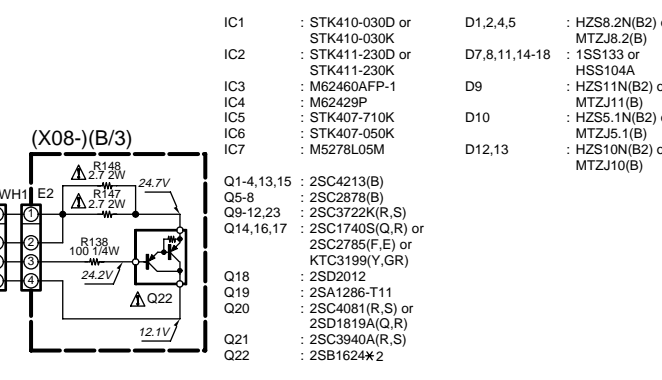 IC1 : STK410-030D or
STK410-030K
IC2 : STK411-230D or
STK411-230K
IC3 : M62460AFP-1
IC4 : M62429P
IC5 : STK407-710K
IC6 : STK407-050K
IC7 : M5278L05M
Q1-4,13,15 : 2SC4213(B)
Q5-8 : 2SC2878(B)
Q9-12,23 : 2SC3722K(R,S)
Q14,16,17 : 2SC1740S(Q,R) or
2SC2785(F,E) or
KTC3199(Y,GR)
Q18 : 2SD2012
Q19 : 2SA1286-T11
Q20 : 2SC4081(R,S) or
2SD1819A(Q,R)
Q21 : 2SC3940A(R,S)
Q22 : 2SB1624*2
D1,2,4,5 : HZS8.2N(B2) o
MTZJ8.2(B)
D7,8,11,14-18 : 1SS133 or
HSS104A
D9 : HZS11N(B2) o
MTZJ11(B)
D10 : HZS5.1N(B2) o
MTZJ5.1(B)
D12,13 : HZS10N(B2) o
MTZJ10(B)
(X08-)(B/3)
WH1 E2
R148
2.7 2W
R147
2.7 2W
24.7V
1
2
R138
100 1/4W
3
24.2V
4
Q22
12.1V